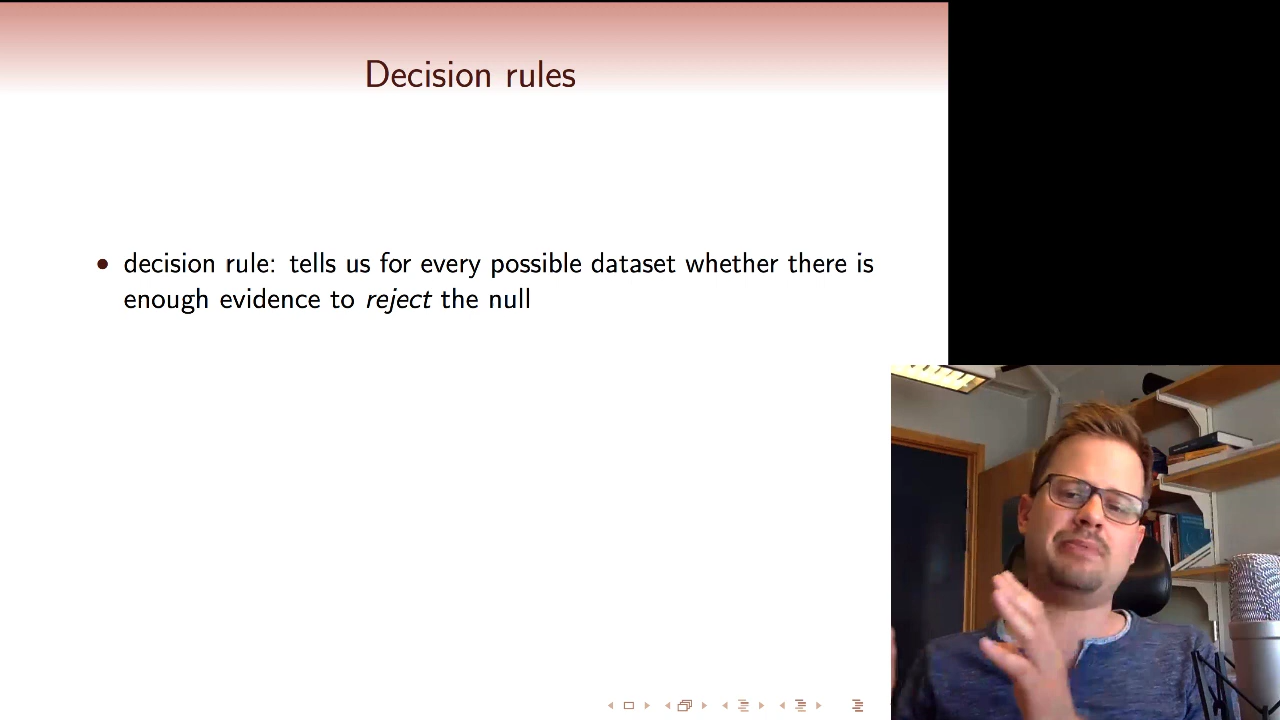 Decision rules
• decision rule: tells us for every possible dataset whether there is
enough evidence to reject the null